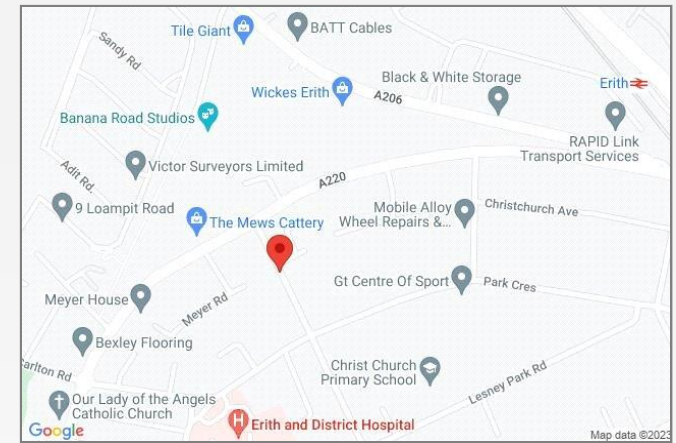 Tile Giant
BATT Cables
Sandy Rd
Black & White Storage
Erith
Wickes Erith
A206
Banana Road Studios
RAPID Link
Transport Services
Victor Surveyors Limited
Adit Rd.
A220
9 Loampit Road
The Mews Cattery
Mobile Alloy
Wheel Repairs &...
Christchurch Ave
Gt Centre Of Sport
Park Cres
Meyer House
Meyer Rd
Bexley Flooring
Christ Church
Primary School
Lesney Park Rd
arlton Rd
Our Lady of the Angels
Catholic Church
H
Erith and District Hospital
Google
Map data ©2023